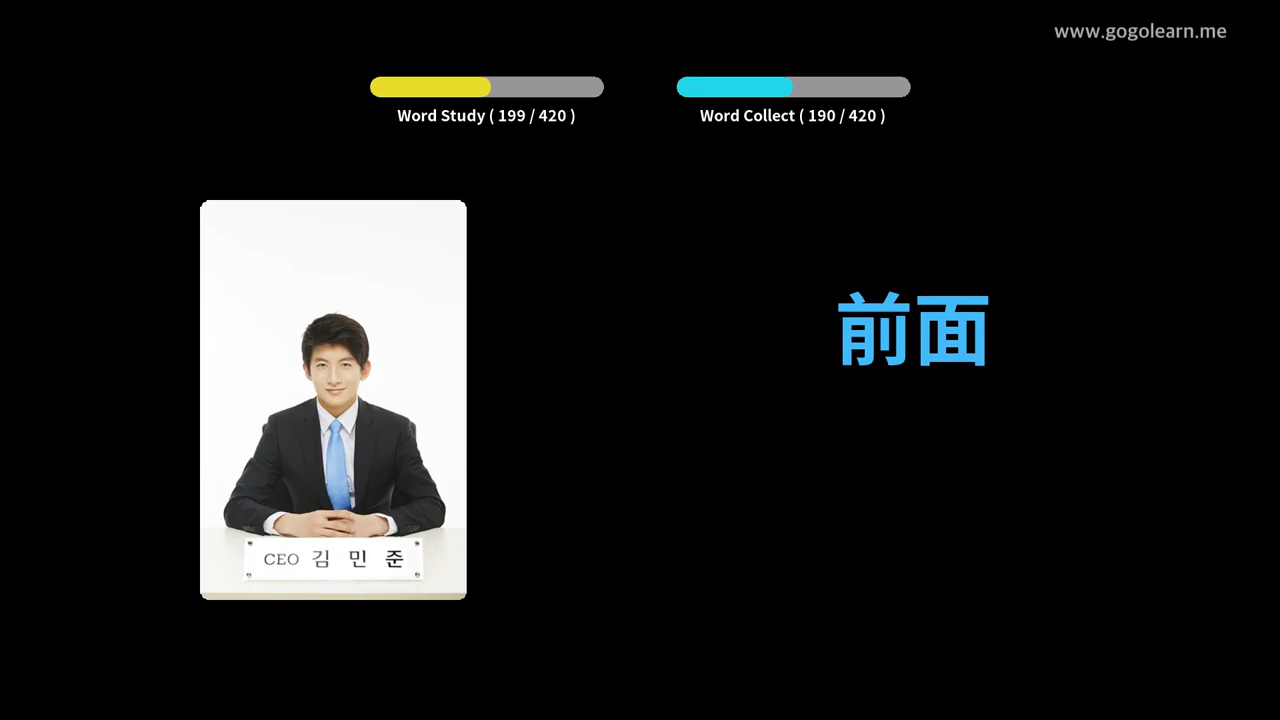 www.gogolearn.me
Word Study ( 199 / 420 )
Word Collect ( 190 / 420 )
前面
CEO 김 민 준